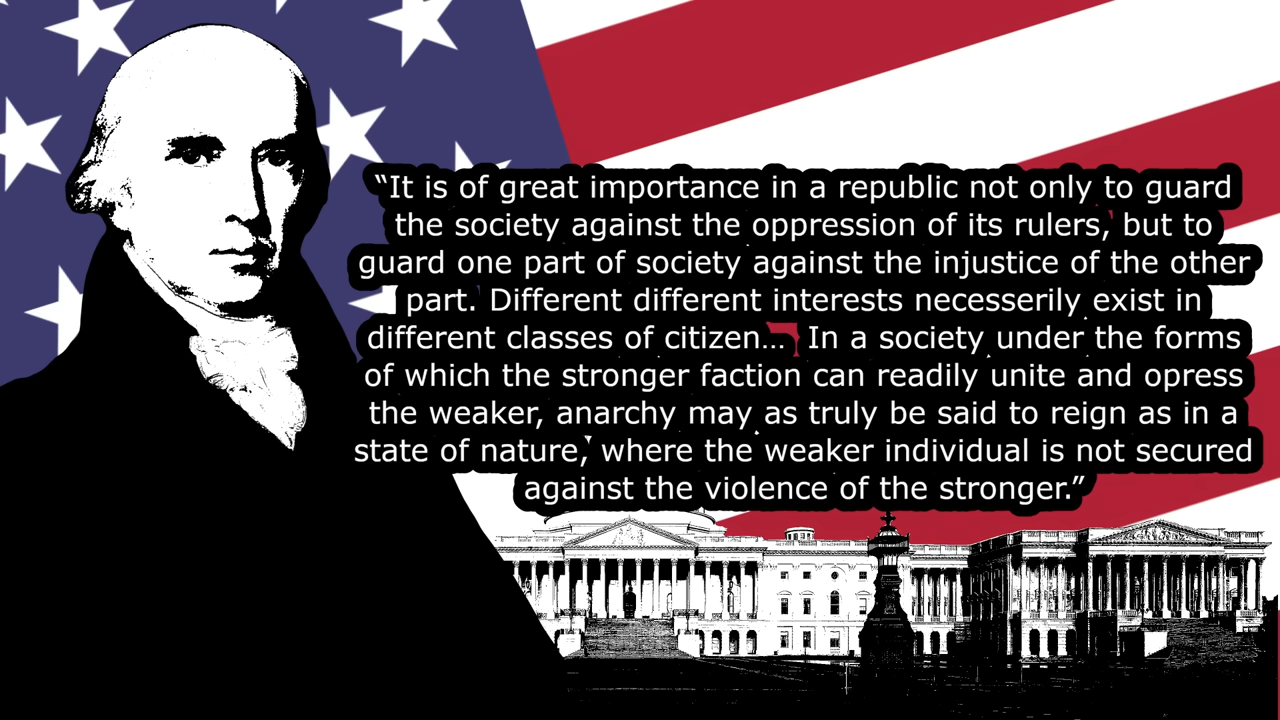 “It is of great importance in a republic not only to guard
the society against the oppression of its rulers, but to
guard one part of society against the injustice of the other
part. Different different interests necesserily exist in
different classes of citizen… In a society under the forms
of which the stronger faction can readily unite and opress
the weaker, anarchy may as truly be said to reign as in a
state of nature, where the weaker individual is not secured
against the violence of the stronger.”